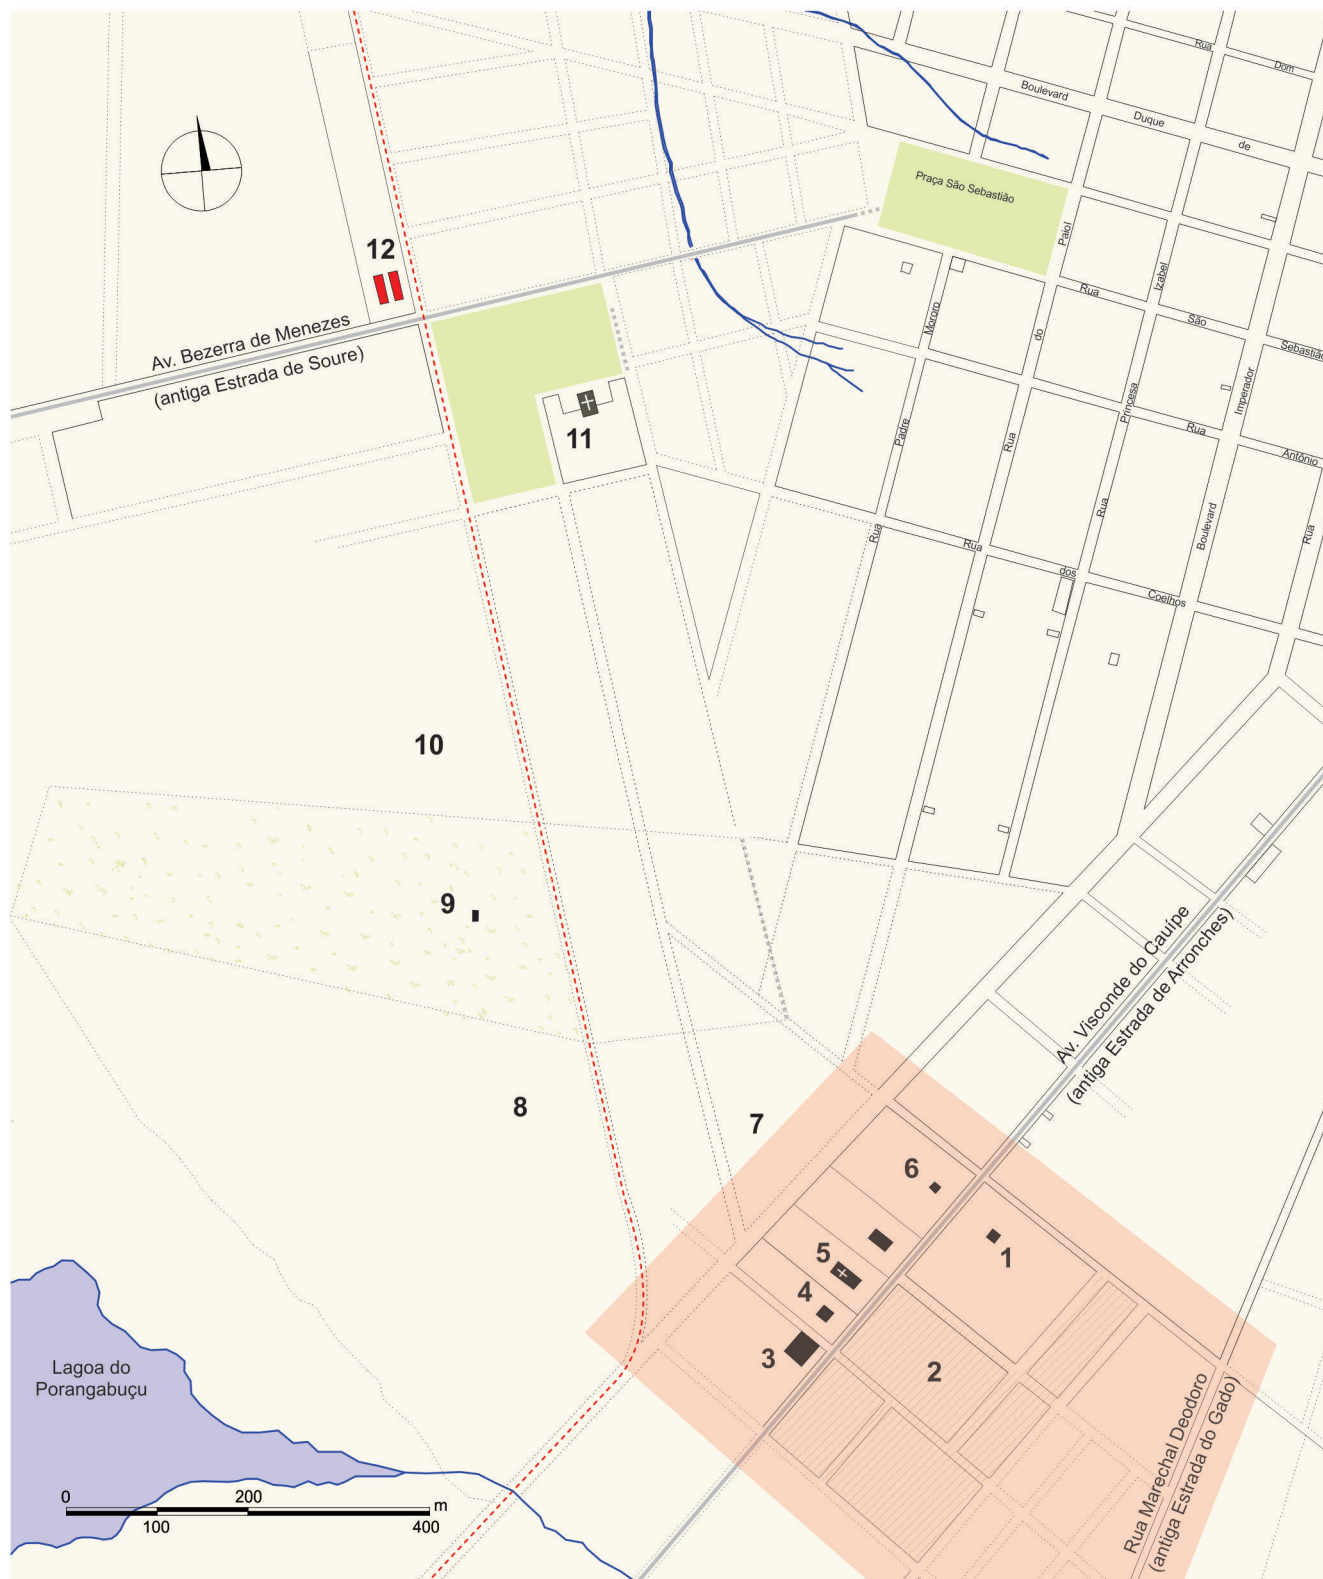 Rua
Dom
Boulevard
Duque
de
Praça São Sebastião
Paiol
Izabel
12
Rua
São
Sebastião
Mororo
do
Av. Bezerra de Menezes
(antiga Estrada de Soure)
Princesa
Imperador
11
Padre
Rua
Rua
Antônio
Rua
Boulevard
Rua
Rua
Rua
dos
Coelhos
10
9
Av. Visconde do Cauípe
(antiga Estrada de Arronches)
8
7
6
1
5
4
3
2
Lagoa do
Porangabuçu
Rua Marechal Deodoro
(antiga Estrada do Gado)
0
200
m
100
400